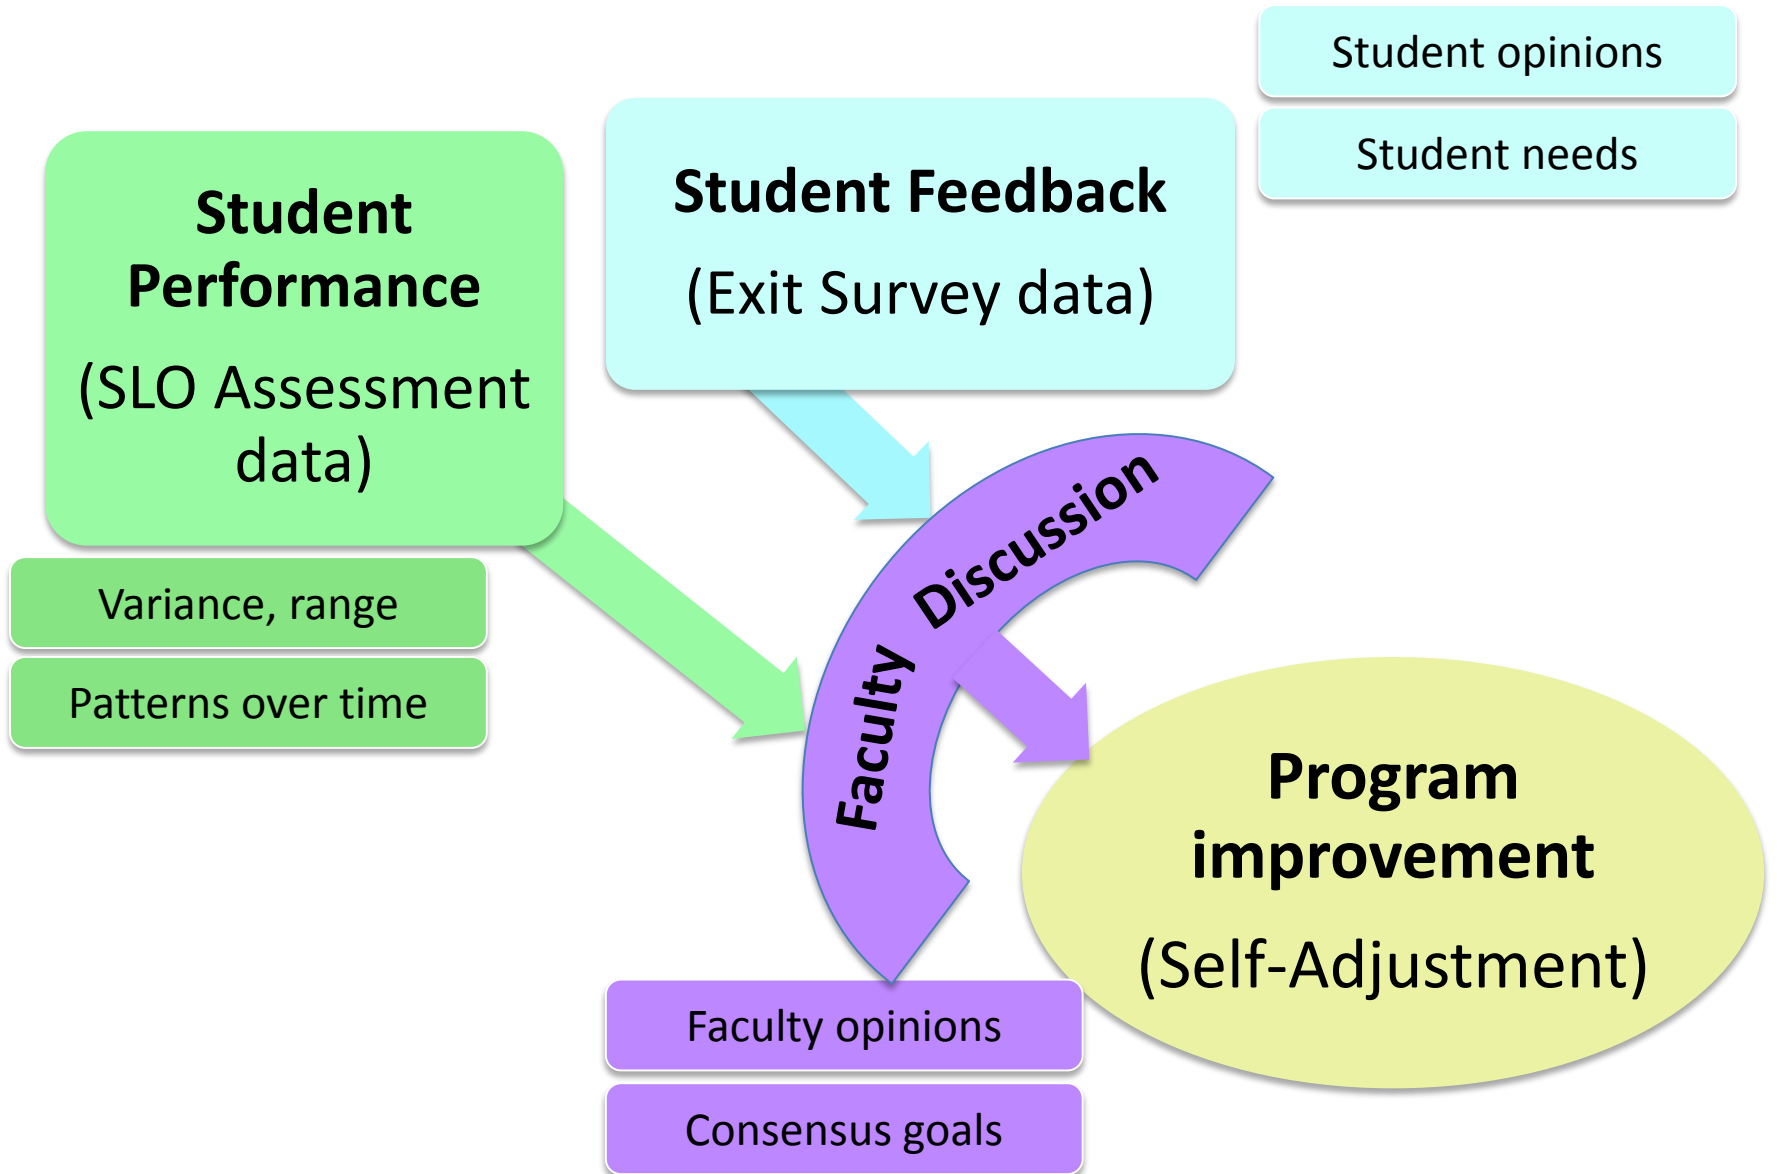 Student
Performance
(SLO Assessment
data)
Variance, range
Patterns over time
Student Feedback
(Exit Survey data)
Student opinions
Student needs
Faculty Discussion
Faculty opinions
Consensus goals
Program
improvement
(Self-Adjustment)